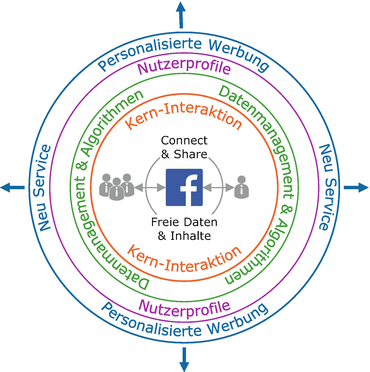 Personalisierte Werbung
Nutzerprofile
Datenmanagement & Algorithmen
Datenmanagement & Algorithmen
Kern-Interaktion
Neu Service
Connect
& Share
f
Freie Daten
& Inhalte
Neu Service
Kern-Interaktion
Nutzerprofile
Personalisierte Werbung